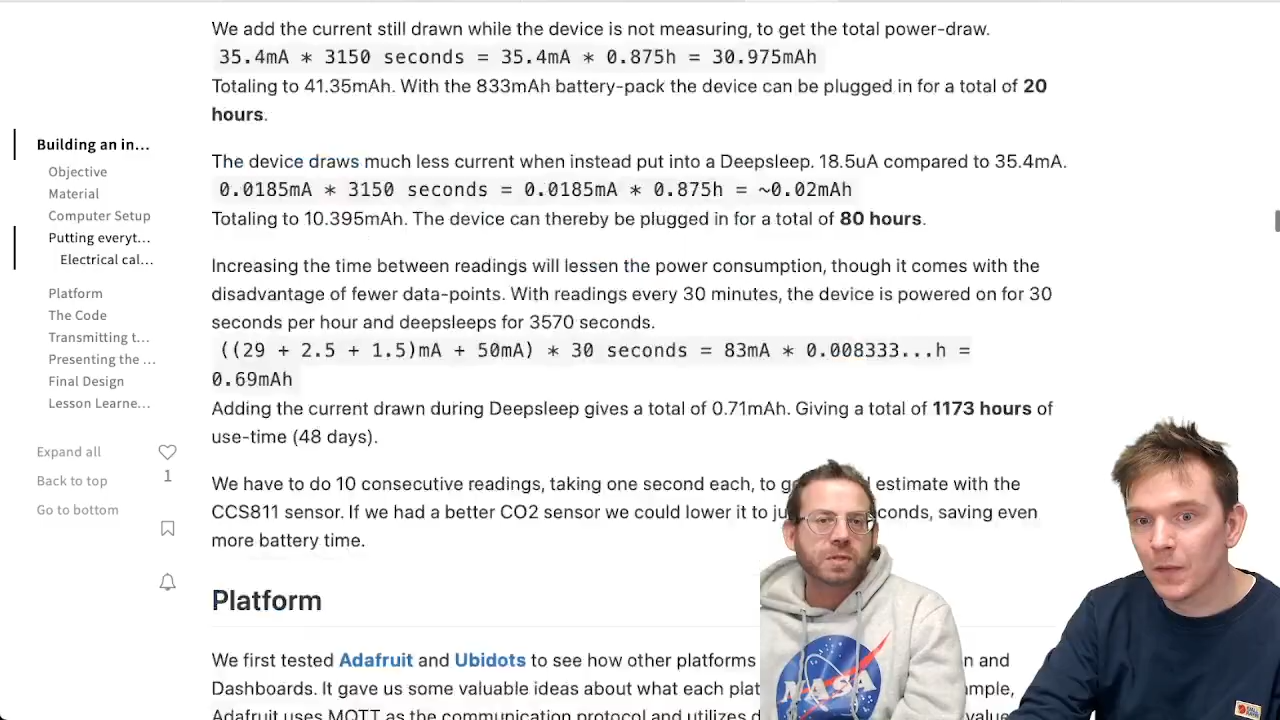 We add the current still drawn while the device is not measuring, to get the total power-draw.
35.4mA * 3150 seconds = 35.4mA * 0.875h = 30.975mAh
Totaling to 41.35mAh. With the 833mAh battery-pack the device can be plugged in for a total of 20
hours.
The device draws much less current when instead put into a Deepsleep. 18.5uA compared to 35.4mA.
0.0185mA * 3150 seconds = 0.0185mA * 0.875h = ~0.02mAh
Totaling to 10.395mAh. The device can thereby be plugged in for a total of 80 hours.
Increasing the time between readings will lessen the power consumption, though it comes with the
disadvantage of fewer data-points. With readings every 30 minutes, the device is powered on for 30
seconds per hour and deepsleeps for 3570 seconds.
((29 + 2.5 + 1.5)mA + 50mA) * 30 seconds = 83mA * 0.008333...h =
0.69mAh
Adding the current drawn during Deepsleep gives a total of 0.71mAh. Giving a total of 1173 hours of
use-time (48 days).
We have to do 10 consecutive readings, taking one second each, to estimate with the
CCS811 sensor. If we had a better CO2 sensor we could lower it to saving even
more battery time.
Platform
We first tested Adafruit and Ubidots to see how other platforms and
Dashboards. It gave us some valuable ideas about what each
Adafruit uses MQTT as the communication protocol and utilizes
Building an in...
Objective
Material
Computer Setup
Putting everyt...
Electrical cal...
Platform
The Code
Transmitting t...
Presenting the ...
Final Design
Lesson Learne...
Expand all
Back to top
Go to bottom
1
NASA